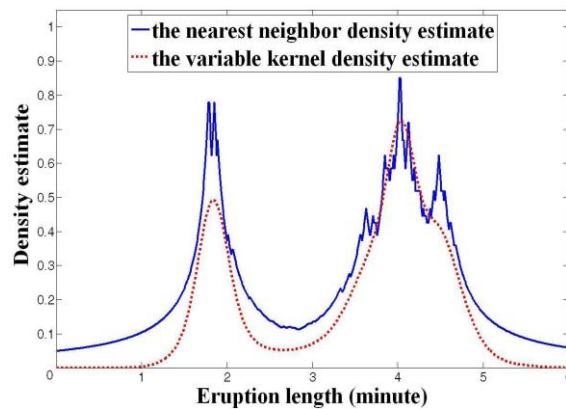 the nearest neighbor density estimate
the variable kernel density estimate
1
0.9
0.8
0.7
0.6
0.5
0.4
0.3
0.2
0.1
Density estimate
0 1 2 3 4 5 6
Eruption length (minute)